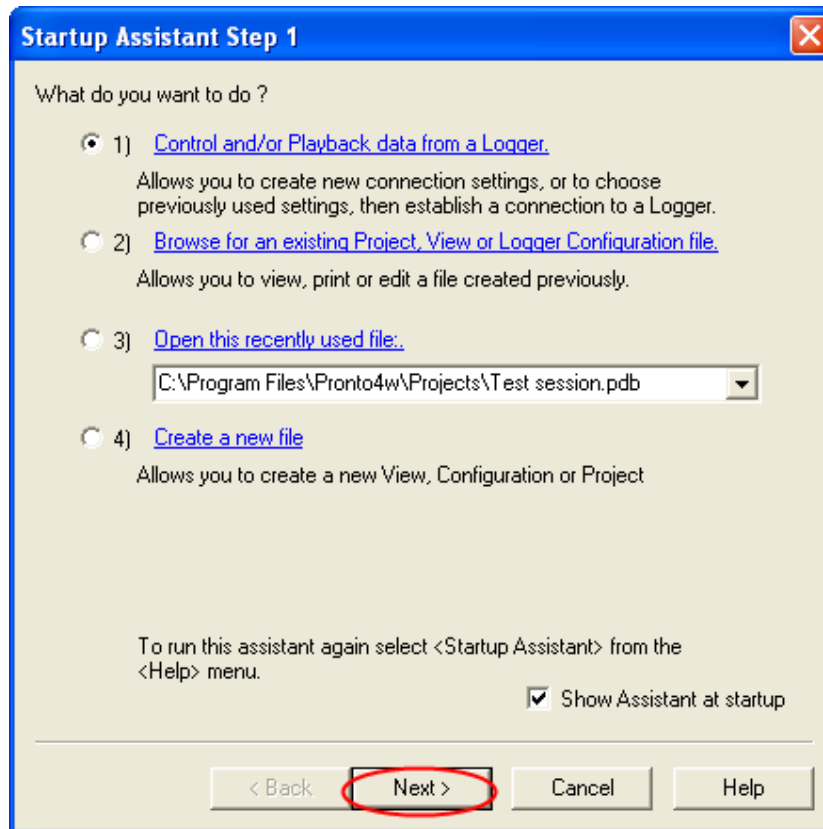 Startup Assistant Step 1
What do you want to do ?
1) Control and/or Playback data from a Logger.
Allows you to create new connection settings, or to choose
previously used settings, then establish a connection to a Logger.
2) Browse for an existing Project, View or Logger Configuration file.
Allows you to view, print or edit a file created previously.
3) Open this recently used file:.
C:\Program Files\Pronto4w\Projects\Test session.pdb
4) Create a new file
Allows you to create a new View, Configuration or Project
To run this assistant again select <Startup Assistant> from the
<Help> menu.
Show Assistant at startup
< Back Next > Cancel Help